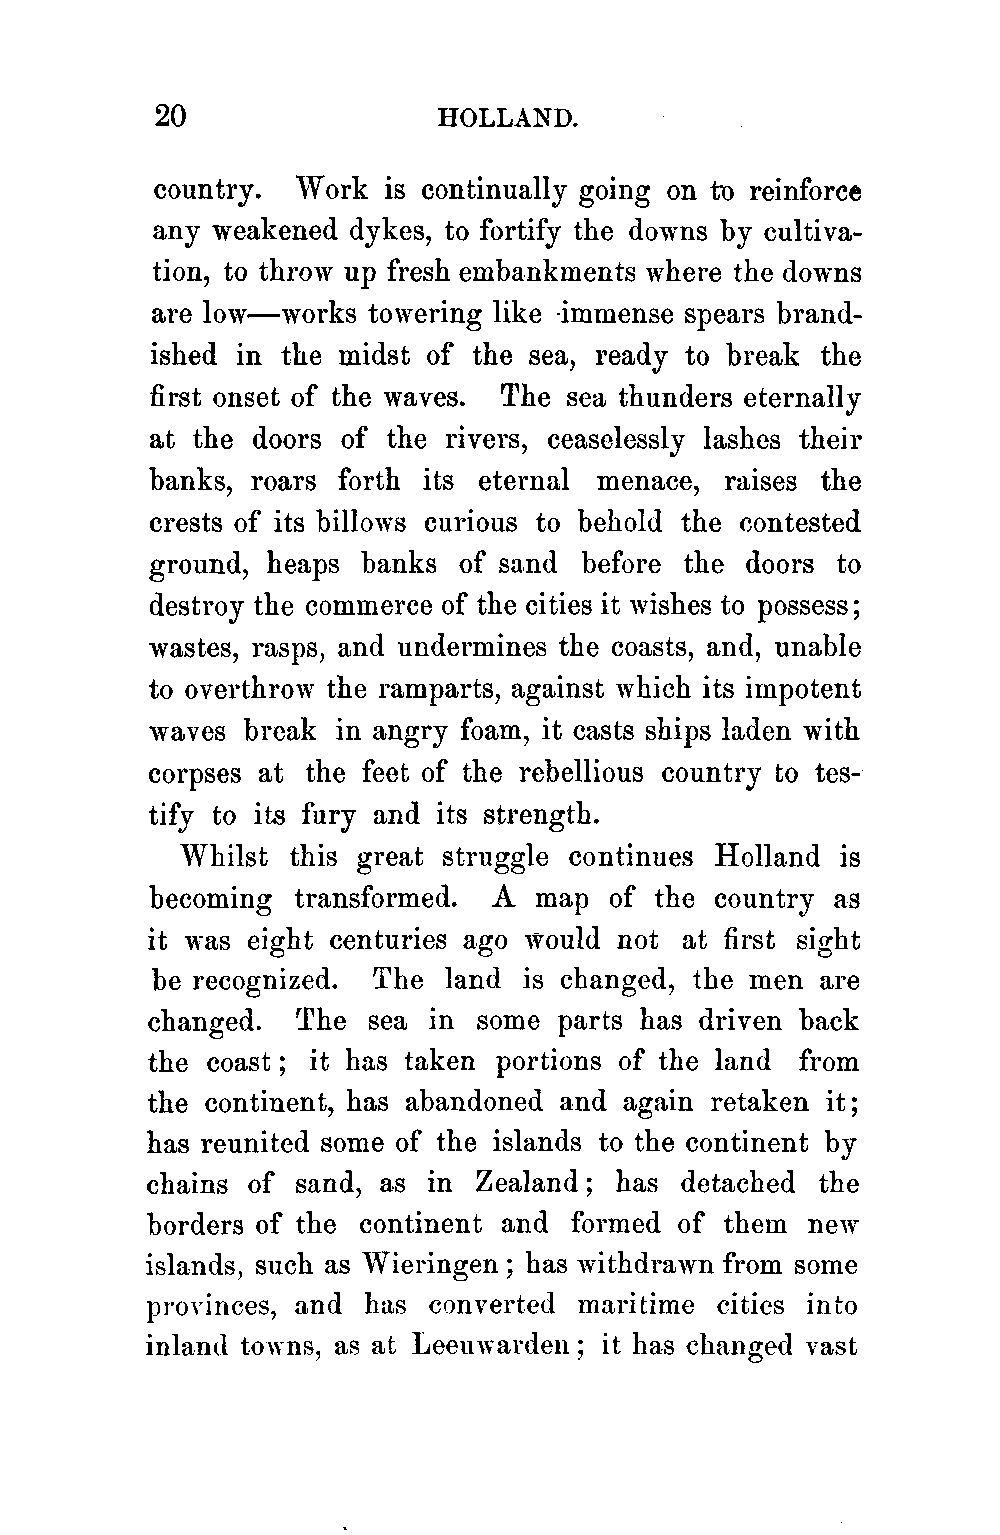 20 HOLLAND.
country. Work is continually going on to reinforce
any weakened dykes, to fortify the downs by cultiva-
tion, to throw up fresh embankments where the downs
are low—works towering like immense spears brand-
ished in the midst of the sea, ready to break the
first onset of the waves. The sea thunders eternally
at the doors of the rivers, ceaselessly lashes their
banks, roars forth its eternal menace, raises the
crests of its billows curious to behold the contested
ground, heaps banks of sand before the doors to
destroy the commerce of the cities it wishes to possess;
wastes, rasps, and undermines the coasts, and, unable
to overthrow the ramparts, against which its impotent
waves break in angry foam, it casts ships laden with
corpses at the feet of the rebellious country to tes-
tify to its fury and its strength.
Whilst this great struggle continues Holland is
becoming transformed. A map of the country as
it was eight centuries ago would not at first sight
be recognized. The land is changed, the men are
changed. The sea in some parts has driven back
the coast; it has taken portions of the land from
the continent, has abandoned and again retaken it;
has reunited some of the islands to the continent by
chains of sand, as in Zealand; has detached the
borders of the continent and formed of them new
islands, such as Wieringen; has withdrawn from some
provinces, and has converted maritime cities into
inland towns, as at Leeuwarden; it has changed vast